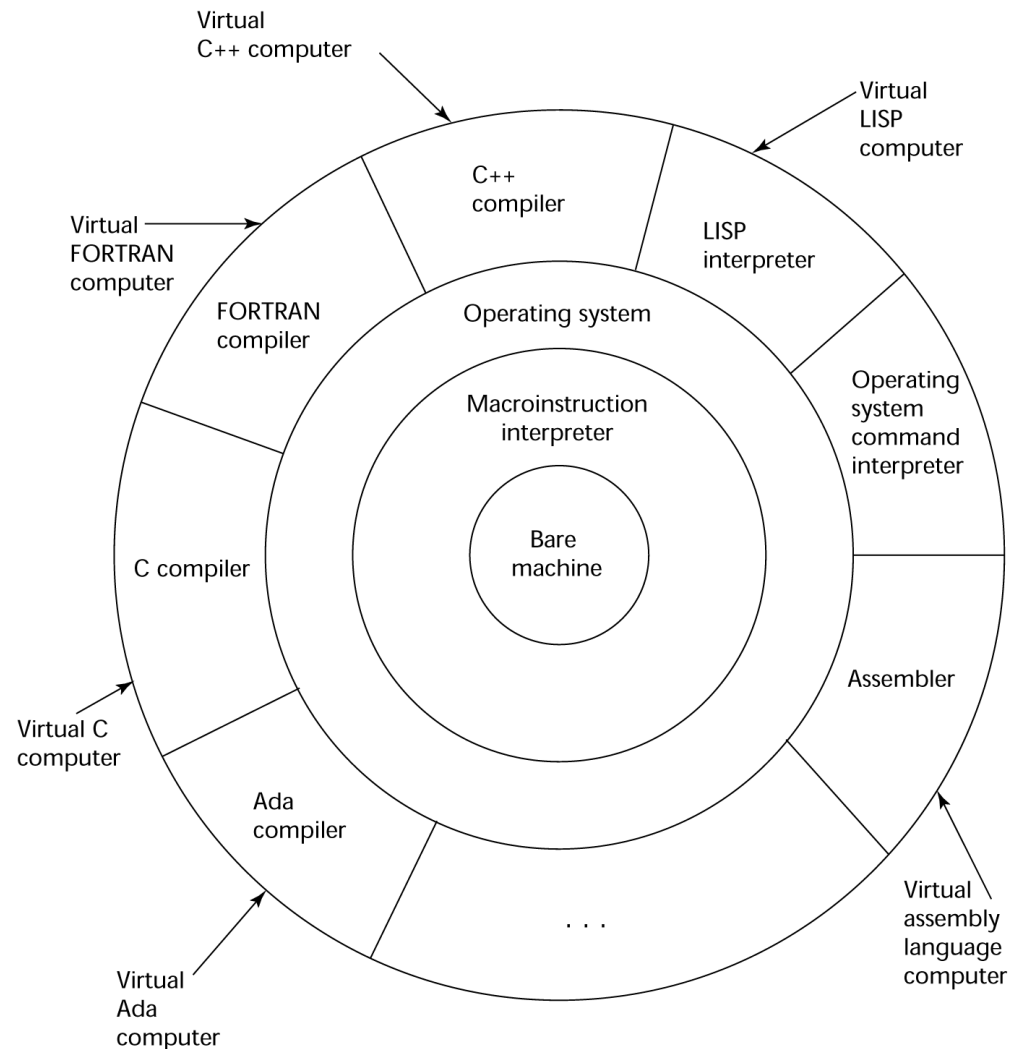 Virtual
C++ computer
Virtual
LISP
computer
C++
compiler
Virtual
FORTRAN
computer
LISP
interpreter
FORTRAN
compiler
Operating system
Operating
system
command
interpreter
Macroinstruction
interpreter
Bare
machine
C compiler
Assembler
Virtual C
computer
Ada
compiler
Virtual
assembly
language
computer
. . .
Virtual
Ada
computer